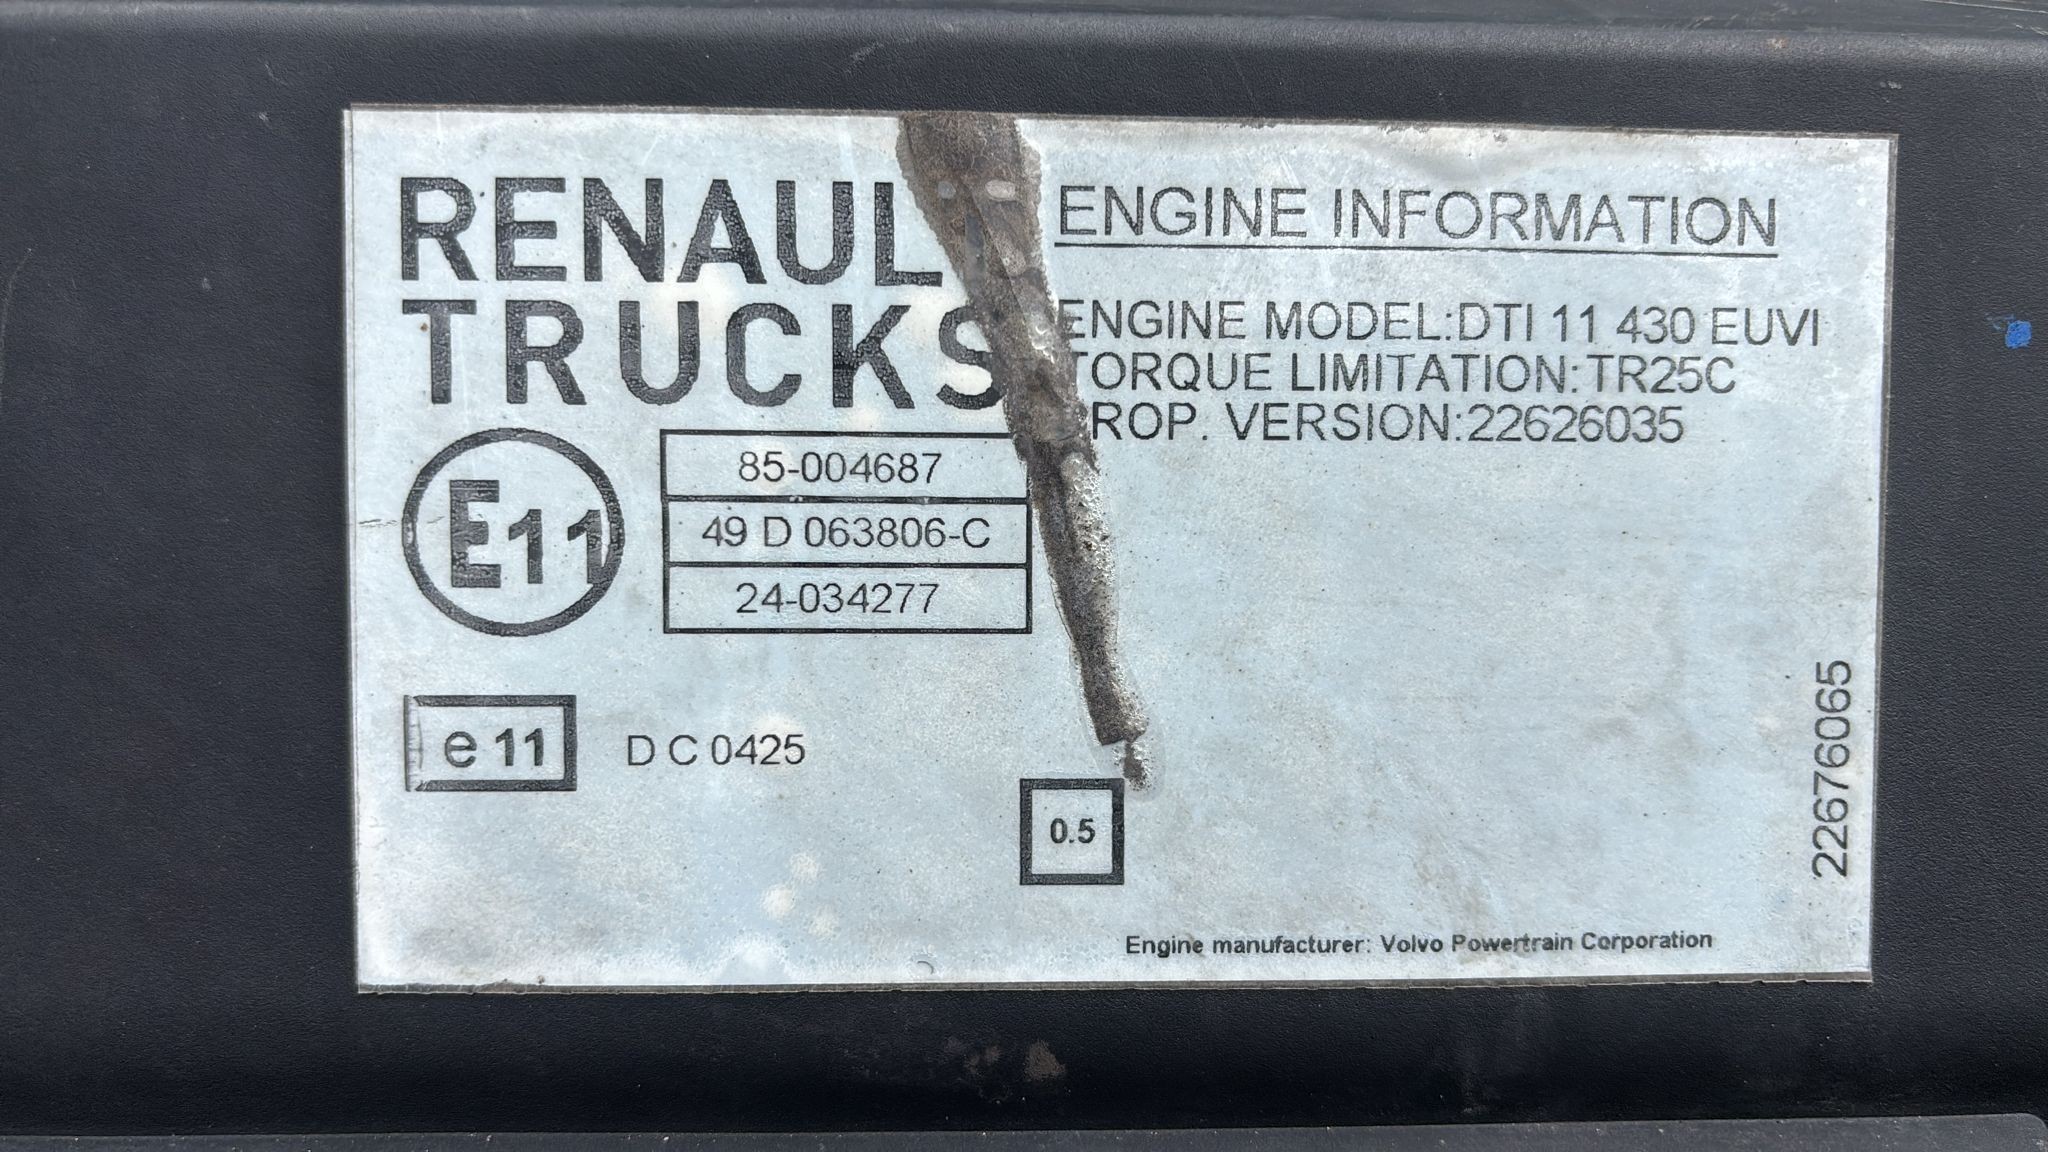 RENAUL
TRUCKS
ENGINE INFORMATION
ENGINE MODEL:DTI 11 430 EUVI
TORQUE LIMITATION:TR25C
ROP. VERSION:22626035
E11
85-004687
49 D 063806-C
24-034277
e 11
D C 0425
0.5
22676065
Engine manufacturer: Volvo Powertrain Corporation